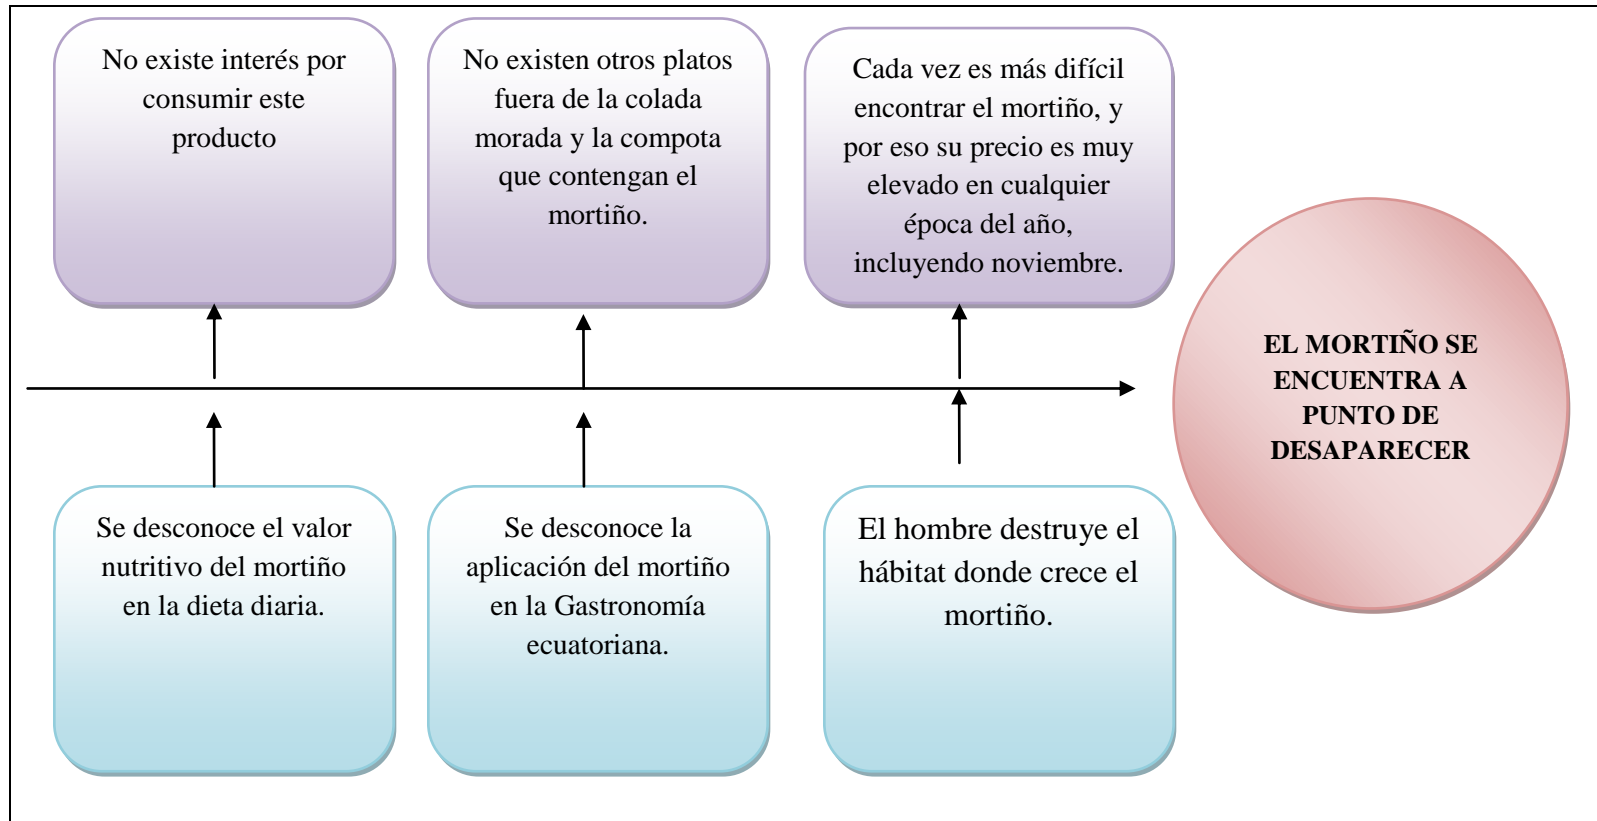 No existe interés por
consumir este
producto
No existen otros platos
fuera de la colada
morada y la compota
que contengan el
mortiño.
Cada vez es más difícil
encontrar el mortiño, y
por eso su precio es muy
elevado en cualquier
época del año,
incluyendo noviembre.
EL MORTIÑO SE
ENCUENTRA A
PUNTO DE
DESAPARECER
Se desconoce el valor
nutritivo del mortiño
en la dieta diaria.
Se desconoce la
aplicación del mortiño
en la Gastronomía
ecuatoriana.
El hombre destruye el
hábitat donde crece el
mortiño.